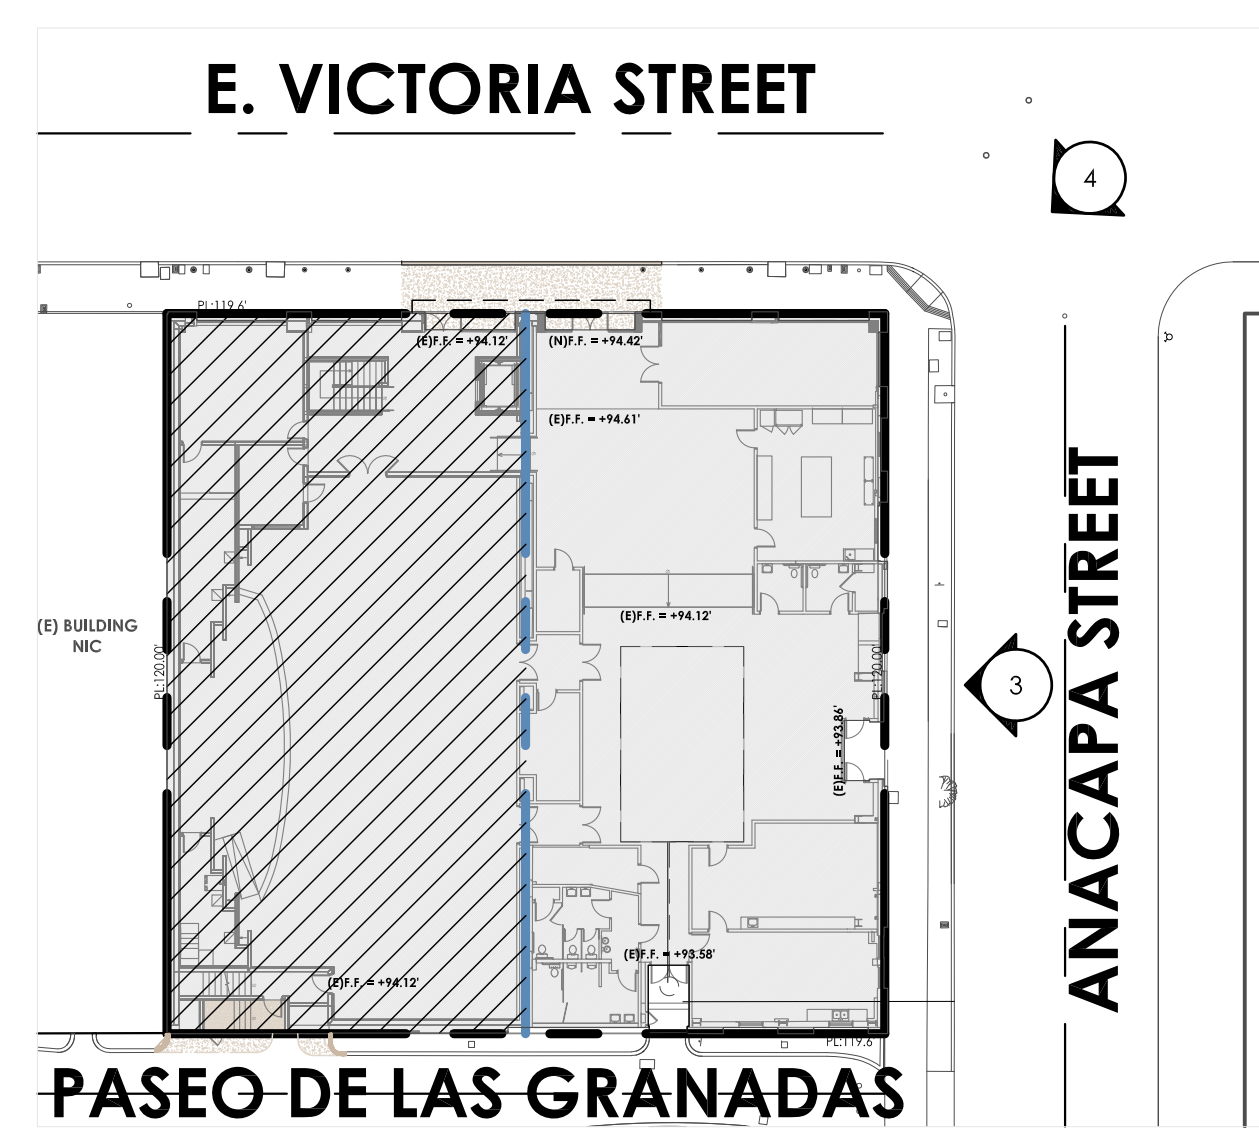 E. VICTORIA STREET
4
PL:119.6'
(E)F.F. = +94.12'
(N)F.F. = +94.42'
(E)F.F. = +94.61'
(E)F.F. = +94.12'
(E) BUILDING
NIC
PL:120.00'
PL:120.00'
3
ANACAPA STREET
(E)F.F. = +93.86'
(E)F.F. = +93.58'
(E)F.F. = +94.12'
PL:119.6'
PASEO DE LAS GRANADAS